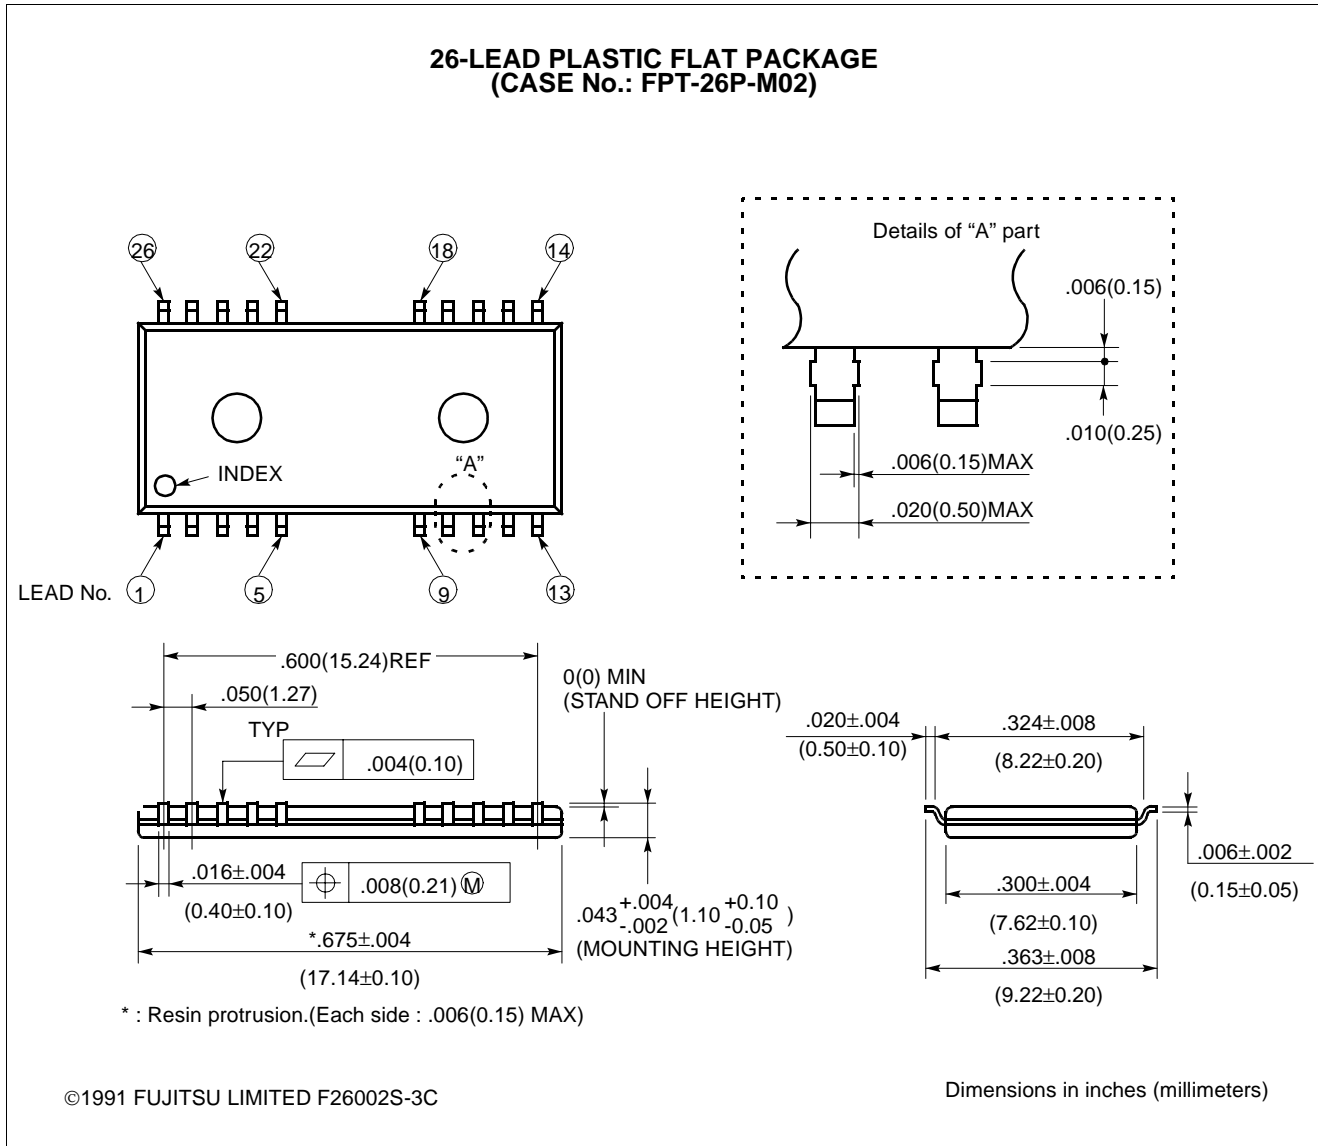 26-LEAD PLASTIC FLAT PACKAGE
(CASE No.: FPT-26P-M02)
26
22
18
14
INDEX
“A”
LEAD No.
1
5
9
13
Details of “A” part
.006(0.15)
.010(0.25)
.006(0.15)MAX
.020(0.50)MAX
.600(15.24)REF
.050(1.27)
TYP
.004(0.10)
0(0) MIN
(STAND OFF HEIGHT)
.016±.004
(0.40±0.10)
.008(0.21) M
.043 +.004 -.002 (1.10 +0.10 -0.05 )
(MOUNTING HEIGHT)
*.675±.004
(17.14±0.10)
* : Resin protrusion.(Each side : .006(0.15) MAX)
.020±.004
(0.50±0.10)
.324±.008
(8.22±0.20)
.006±.002
(0.15±0.05)
.300±.004
(7.62±0.10)
.363±.008
(9.22±0.20)
©1991 FUJITSU LIMITED F26002S-3C
Dimensions in inches (millimeters)